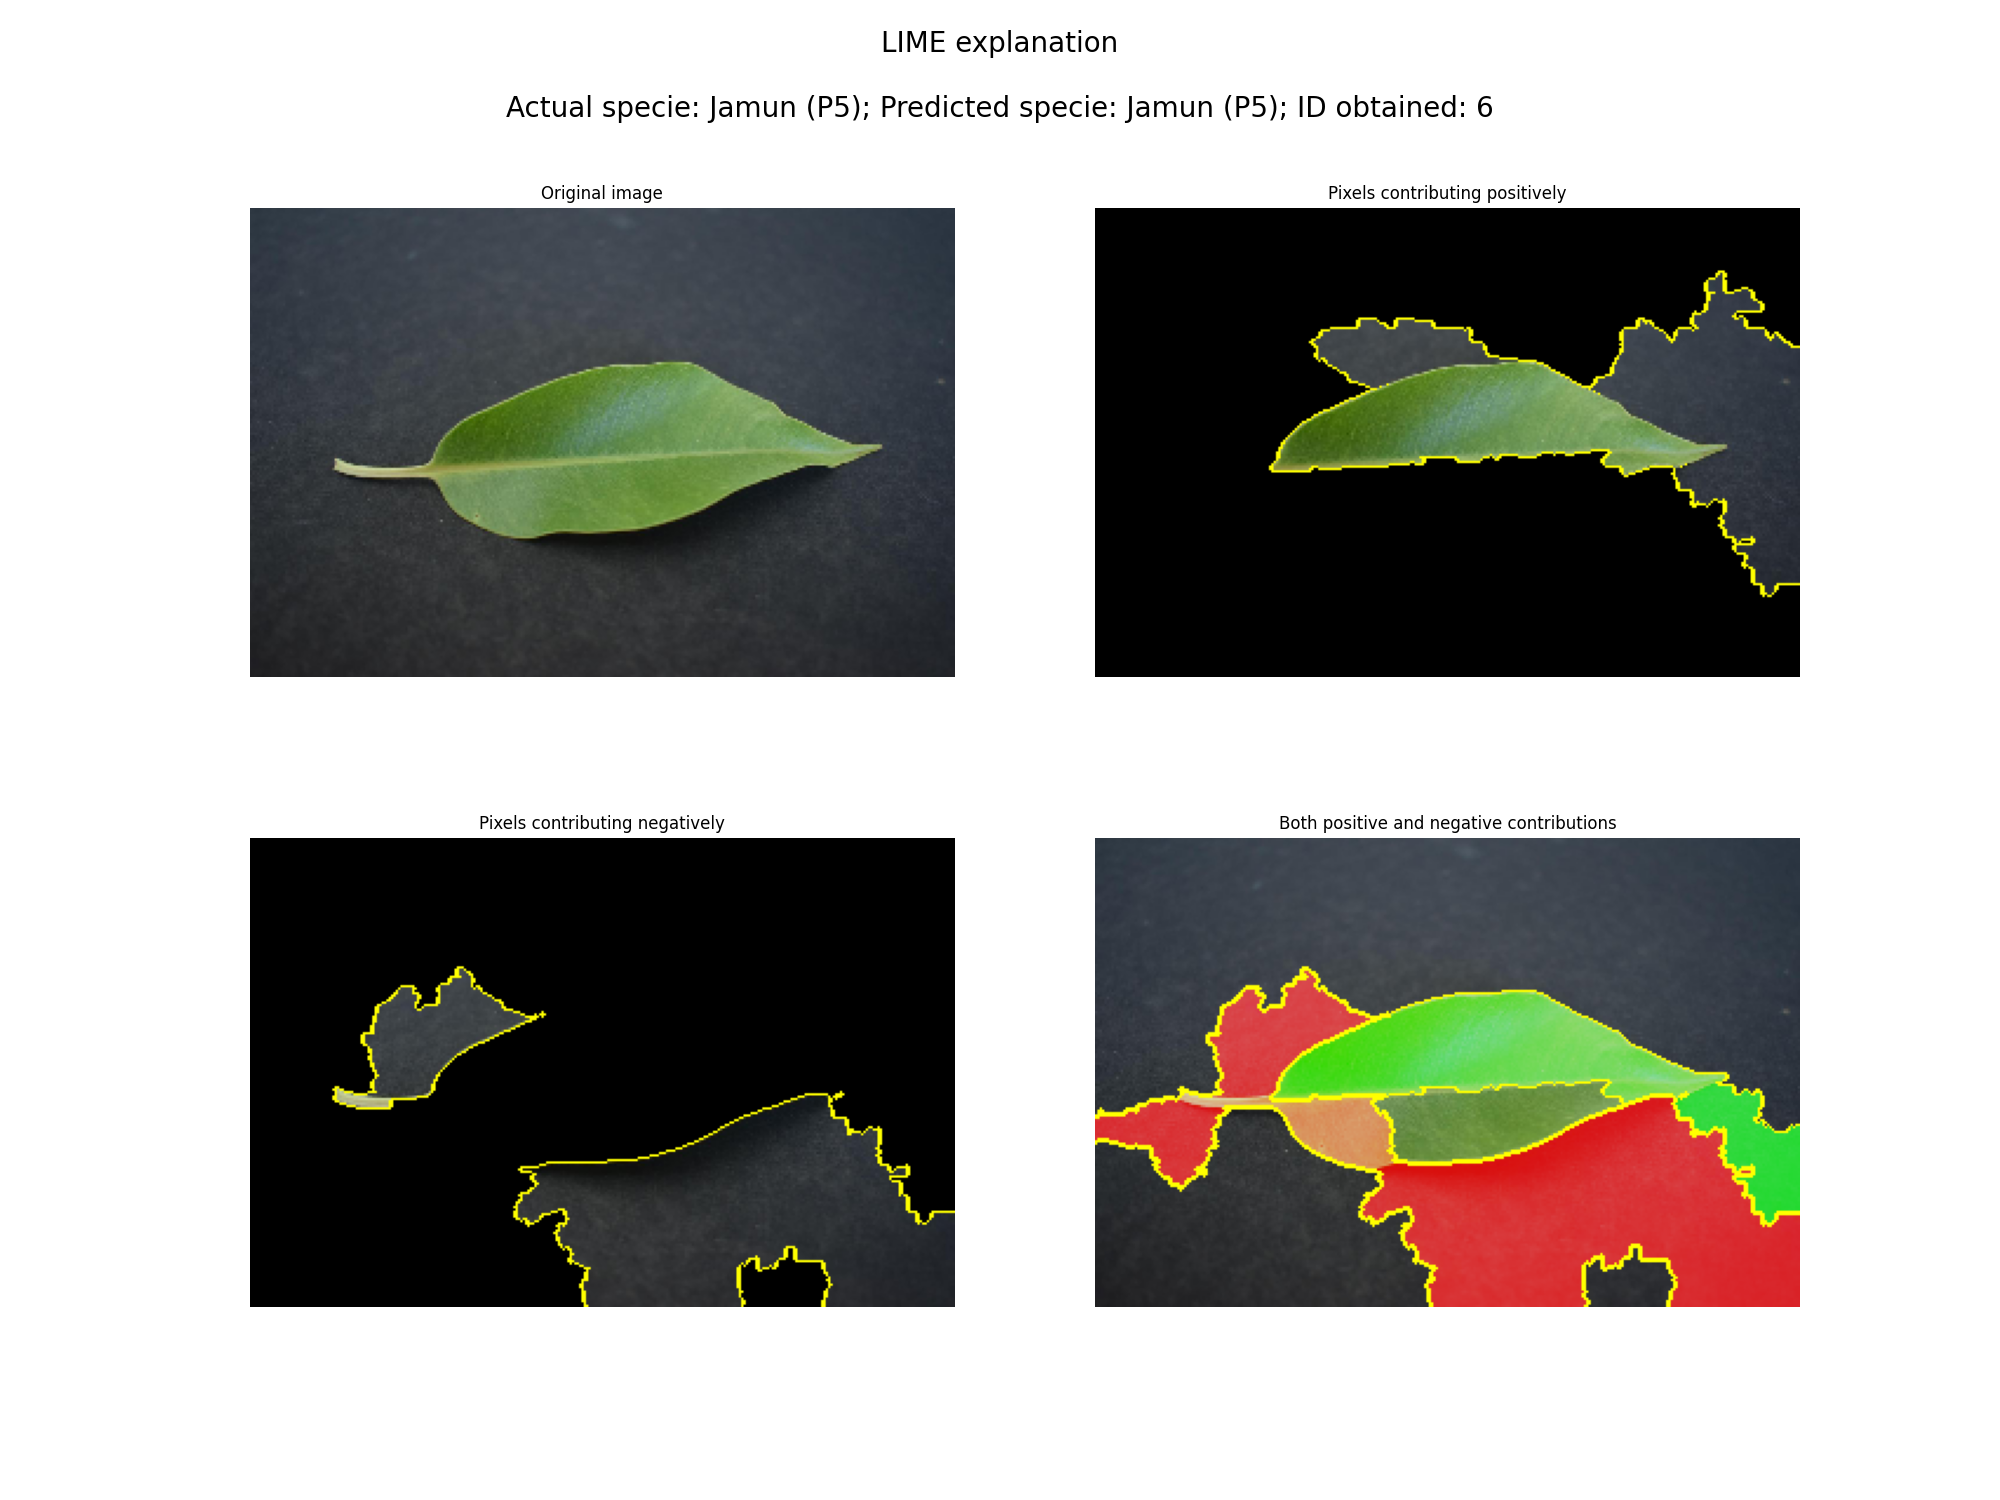 LIME explanation
Actual specie: Jamun (P5); Predicted specie: Jamun (P5); ID obtained: 6
Original image
Pixels contributing positively
Pixels contributing negatively
Both positive and negative contributions